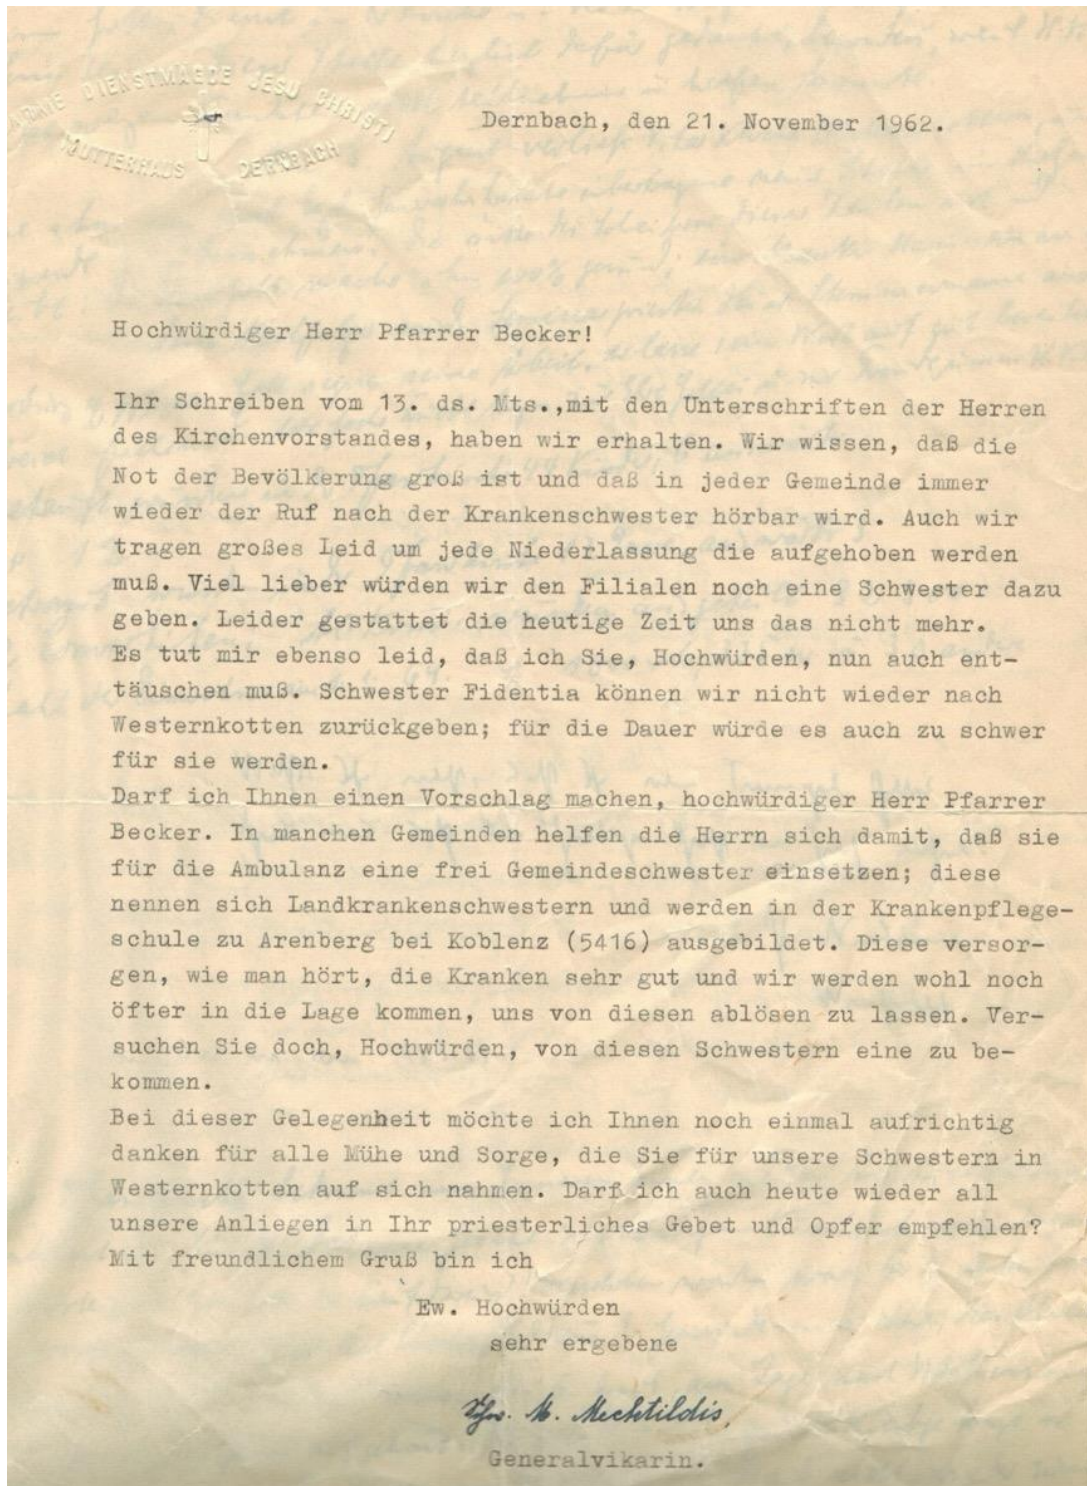 DIENSTMÄGDE JESU CHRISTI
MUTTERHAUS DERNBACH
Dernbach, den 21. November 1962.
Hochwürdiger Herr Pfarrer Becker!
Ihr Schreiben vom 13. ds. Mts.,mit den Unterschriften der Herren
des Kirchenvorstandes, haben wir erhalten. Wir wissen, daß die
Not der Bevölkerung groß ist und daß in jeder Gemeinde immer
wieder der Ruf nach der Krankenschwester hörbar wird. Auch wir
tragen großes Leid um jede Niederlassung die aufgehoben werden
muß. Viel lieber würden wir den Filialen noch eine Schwester dazu
geben. Leider gestattet die heutige Zeit uns das nicht mehr.
Es tut mir ebenso leid, daß ich Sie, Hochwürden, nun auch ent-
täuschen muß. Schwester Fidentia können wir nicht wieder nach
Westernkotten zurückgeben; für die Dauer würde es auch zu schwer
für sie werden.
Darf ich Ihnen einen Vorschlag machen, hochwürdiger Herr Pfarrer
Becker. In manchen Gemeinden helfen die Herrn sich damit, daß sie
für die Ambulanz eine frei Gemeindeschwester einsetzen; diese
nennen sich Landkrankenschwestern und werden in der Krankenpflege-
schule zu Arenberg bei Koblenz (5416) ausgebildet. Diese versor-
gen, wie man hört, die Kranken sehr gut und wir werden wohl noch
öfter in die Lage kommen, uns von diesen ablösen zu lassen. Ver-
suchen Sie doch, Hochwürden, von diesen Schwestern eine zu be-
kommen.
Bei dieser Gelegenheit möchte ich Ihnen noch einmal aufrichtig
danken für alle Mühe und Sorge, die Sie für unsere Schwestern in
Westernkotten auf sich nahmen. Darf ich auch heute wieder all
unsere Anliegen in Ihr priesterliches Gebet und Opfer empfehlen?
Mit freundlichem Gruß bin ich
Ew. Hochwürden
sehr ergebene
Schw. M. Mechtildis,
Generalvikarin.